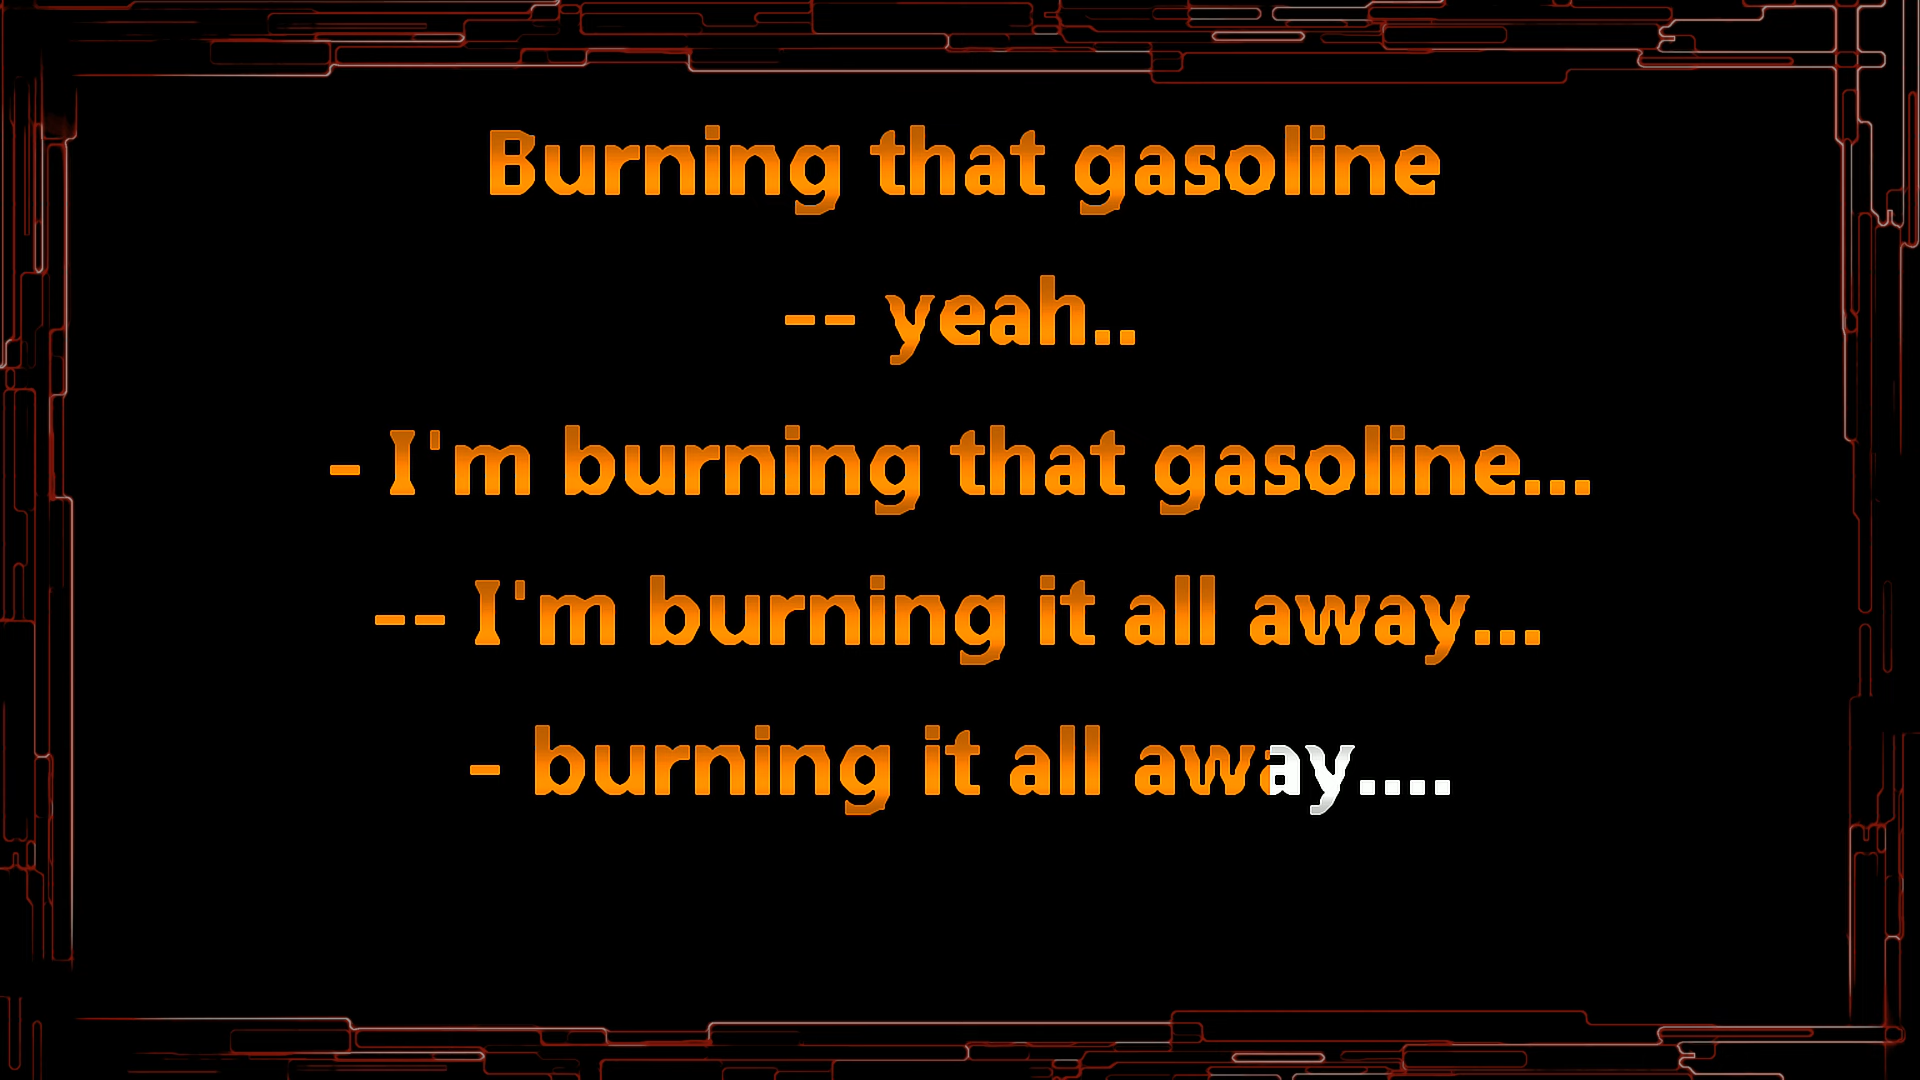 Burning that gasoline
-- yeah..
- I'm burning that gasoline...
-- I'm burning it all away...
- burning it all away....